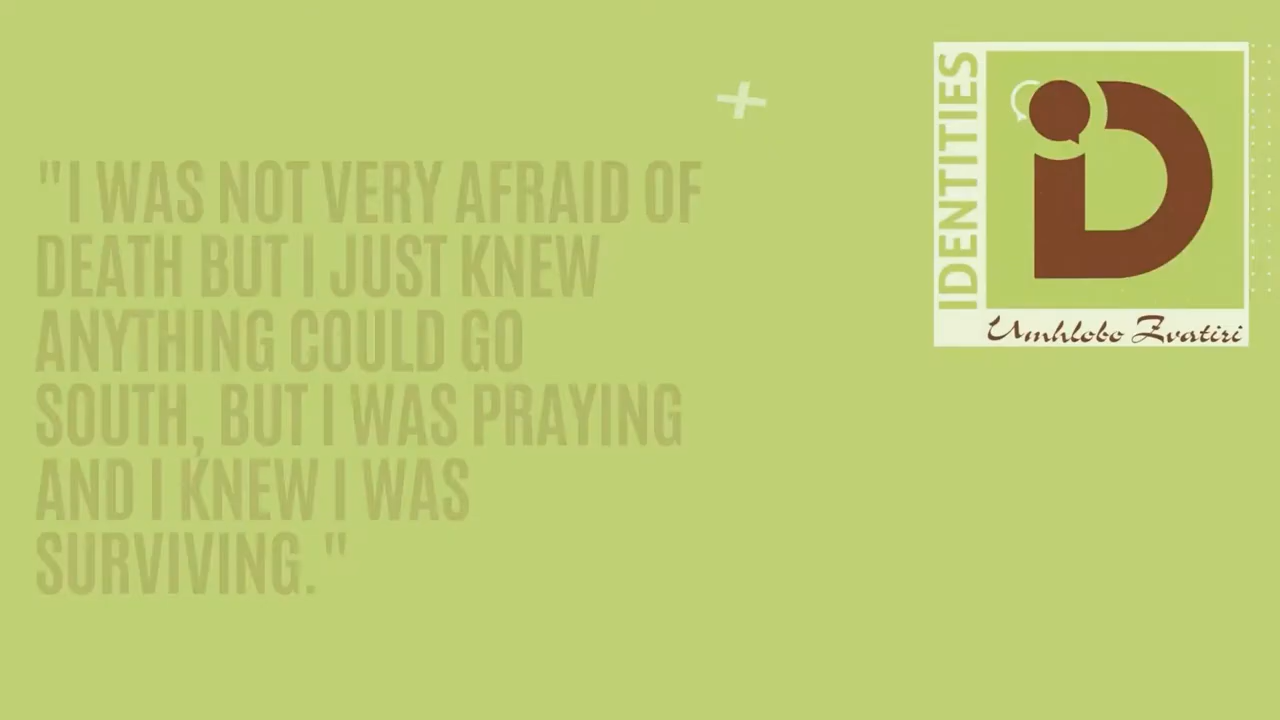 "I WAS NOT VERY AFRAID OF
DEATH BUT I JUST KNEW
ANYTHING COULD GO
SOUTH, BUT I WAS PRAYING
AND I KNEW I WAS
SURVIVING."
IDENTITIES
iD
Umhlobo Zvatiri